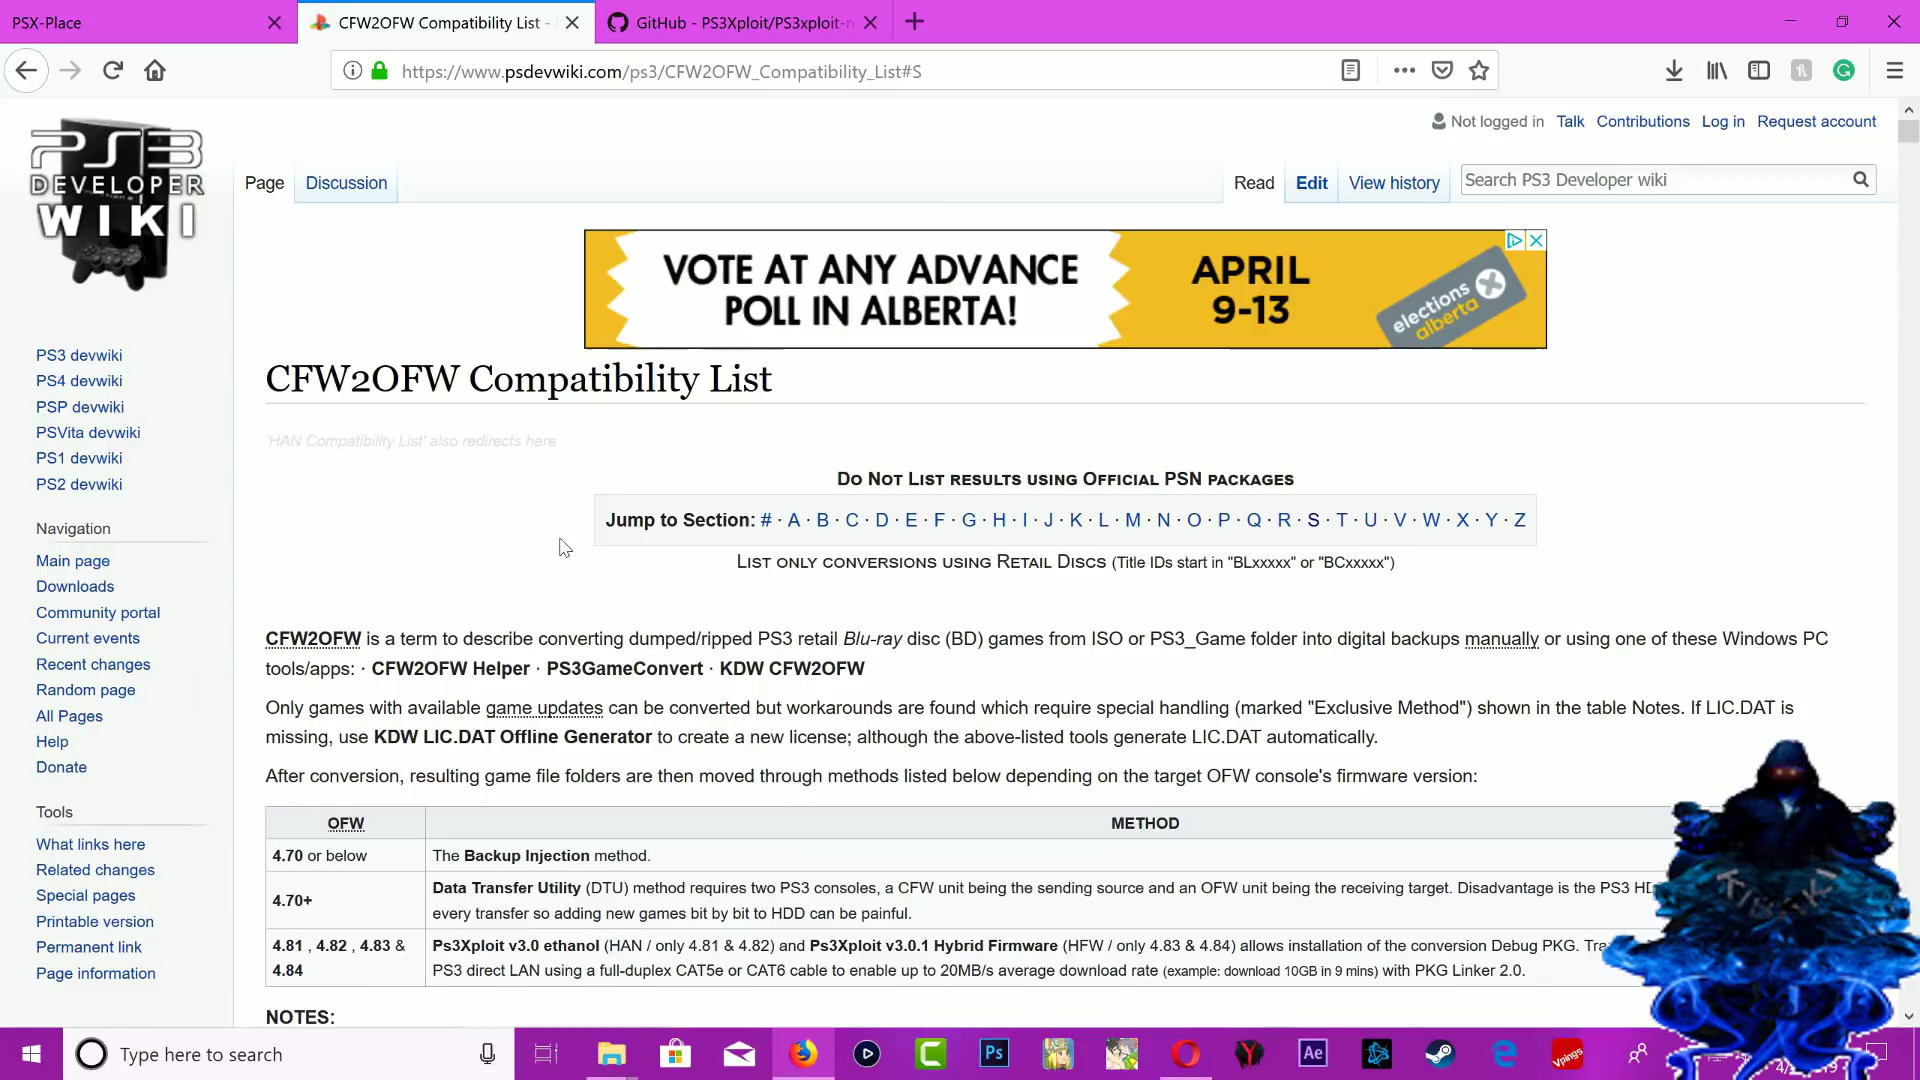 PSX-Place
CFW2OFW Compatibility List -
GitHub - PS3Xploit/PS3xploit-r
https://www.psdevwiki.com/ps3/CFW2OFW_Compatibility_List#S
PS3
DEVELOPER
WIKI
Not logged in Talk Contributions Log in Request account
Page Discussion Read Edit View history Search PS3 Developer wiki
VOTE AT ANY ADVANCE
POLL IN ALBERTA!
APRIL
9-13
elections
alberta
CFW2OFW Compatibility List
'HAN Compatibility List' also redirects here
DO NOT LIST RESULTS USING OFFICIAL PSN PACKAGES
Jump to Section: # · A · B · C · D · E · F · G · H · I · J · K · L · M · N · O · P · Q · R · S · T · U · V · W · X · Y · Z
LIST ONLY CONVERSIONS USING RETAIL DISCS (Title IDs start in "BLxxxxx" or "BCxxxxx")
CFW2OFW is a term to describe converting dumped/ripped PS3 retail Blu-ray disc (BD) games from ISO or PS3_Game folder into digital backups manually or using one of these Windows PC
tools/apps: · CFW2OFW Helper · PS3GameConvert · KDW CFW2OFW
Only games with available game updates can be converted but workarounds are found which require special handling (marked "Exclusive Method") shown in the table Notes. If LIC.DAT is
missing, use KDW LIC.DAT Offline Generator to create a new license; although the above-listed tools generate LIC.DAT automatically.
After conversion, resulting game file folders are then moved through methods listed below depending on the target OFW console's firmware version:
OFW METHOD
4.70 or below The Backup Injection method.
4.70+ Data Transfer Utility (DTU) method requires two PS3 consoles, a CFW unit being the sending source and an OFW unit being the receiving target. Disadvantage is the PS3
every transfer so adding new games bit by bit to HDD can be painful.
4.81 , 4.82 , 4.83 & Ps3Xploit v3.0 ethanol (HAN / only 4.81 & 4.82) and Ps3Xploit v3.0.1 Hybrid Firmware (HFW / only 4.83 & 4.84) allows installation of the conversion Debug PKG.
4.84 PS3 direct LAN using a full-duplex CAT5e or CAT6 cable to enable up to 20MB/s average download rate (example: download 10GB in 9 mins) with PKG Linker 2.0.
NOTES:
PS3 devwiki
PS4 devwiki
PSP devwiki
PSVita devwiki
PS1 devwiki
PS2 devwiki
Navigation
Main page
Downloads
Community portal
Current events
Recent changes
Random page
All Pages
Help
Donate
Tools
What links here
Related changes
Special pages
Printable version
Permanent link
Page information
Type here to search
Ps
Ae
Vpings